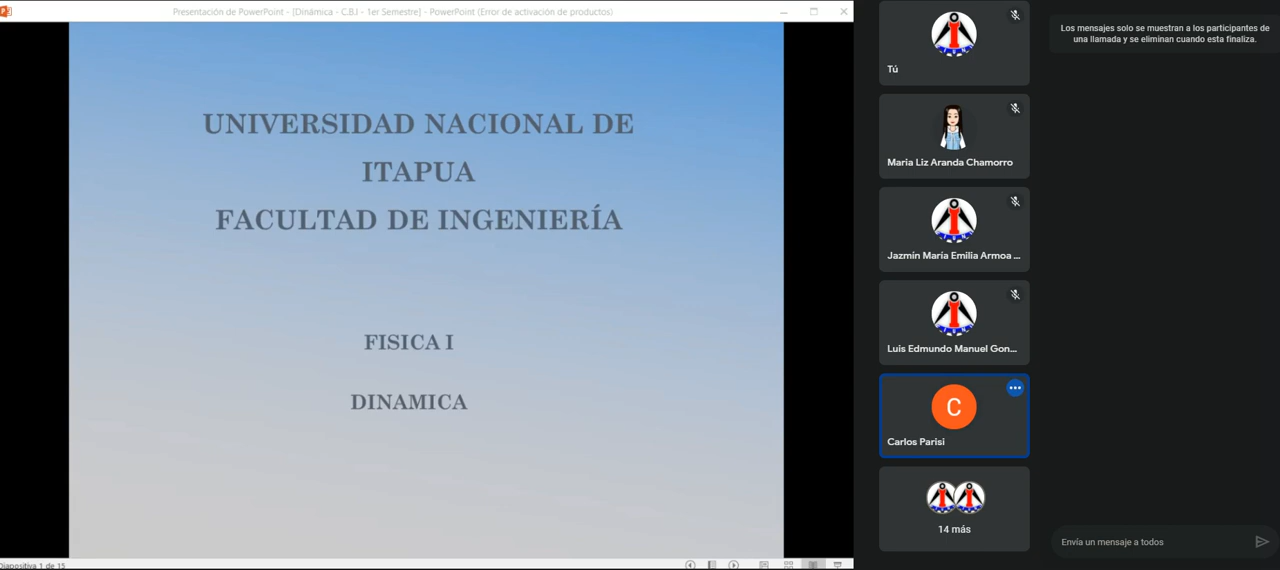 Presentación de PowerPoint - [Dinámica - C.B.I - 1er Semestre] - PowerPoint (Error de activación de productos)
UNIVERSIDAD NACIONAL DE
ITAPUA
FACULTAD DE INGENIERÍA
FISICA I
DINAMICA
Diapositiva 1 de 15
Tú
Maria Liz Aranda Chamorro
Jazmín María Emilia Armoa ...
Luis Edmundo Manuel Gon...
C
Carlos Parisi
14 más
Los mensajes solo se muestran a los participantes de
una llamada y se eliminan cuando esta finaliza.
Envía un mensaje a todos